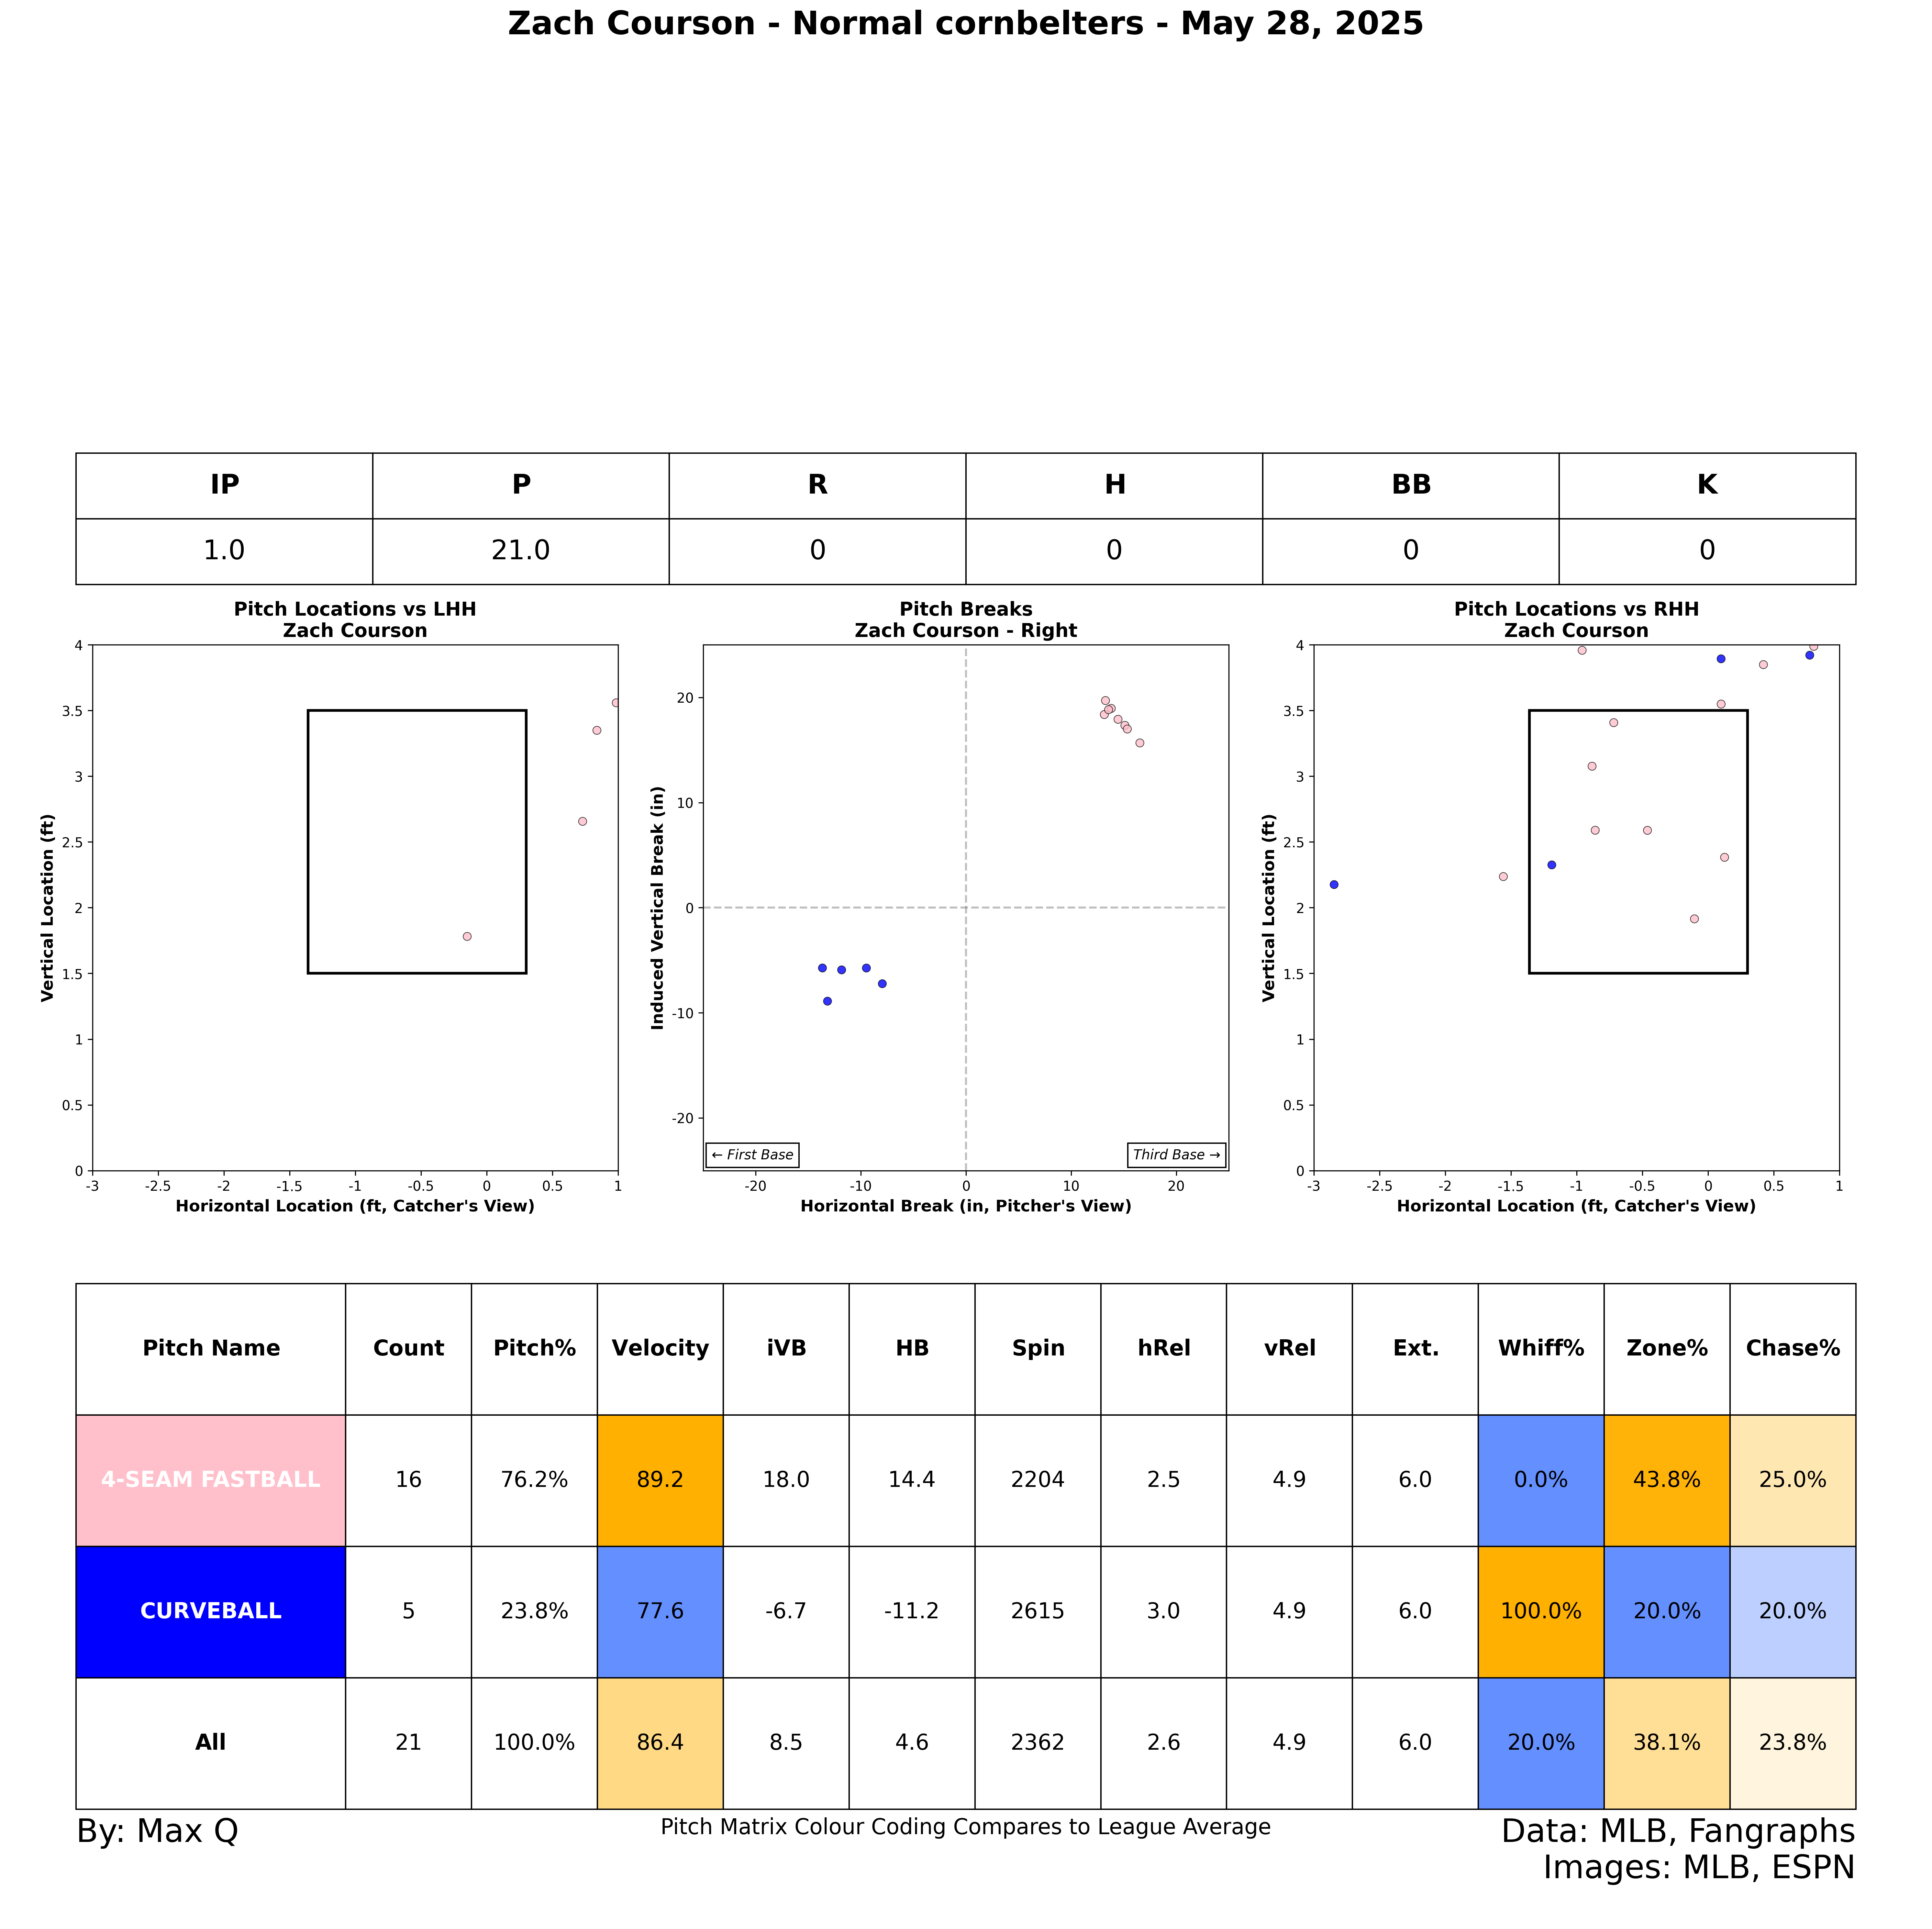 Zach Courson - Normal cornbelters - May 28, 2025
IP P R H BB K
1.0 21.0 0 0 0 0
Pitch Locations vs LHH
Zach Courson
4
3.5
3
2.5
2
1.5
1
0.5
0
Vertical Location (ft)
-3 -2.5 -2 -1.5 -1 -0.5 0 0.5 1
Horizontal Location (ft, Catcher's View)
Pitch Breaks
Zach Courson - Right
20
10
0
-10
-20
Induced Vertical Break (in)
← First Base Third Base →
-20 -10 0 10 20
Horizontal Break (in, Pitcher's View)
Pitch Locations vs RHH
Zach Courson
4
3.5
3
2.5
2
1.5
1
0.5
0
Vertical Location (ft)
-3 -2.5 -2 -1.5 -1 -0.5 0 0.5 1
Horizontal Location (ft, Catcher's View)
Pitch Name Count Pitch% Velocity iVB HB Spin hRel vRel Ext. Whiff% Zone% Chase%
4-SEAM FASTBALL 16 76.2% 89.2 18.0 14.4 2204 2.5 4.9 6.0 0.0% 43.8% 25.0%
CURVEBALL 5 23.8% 77.6 -6.7 -11.2 2615 3.0 4.9 6.0 100.0% 20.0% 20.0%
All 21 100.0% 86.4 8.5 4.6 2362 2.6 4.9 6.0 20.0% 38.1% 23.8%
By: Max Q
Pitch Matrix Colour Coding Compares to League Average
Data: MLB, Fangraphs
Images: MLB, ESPN